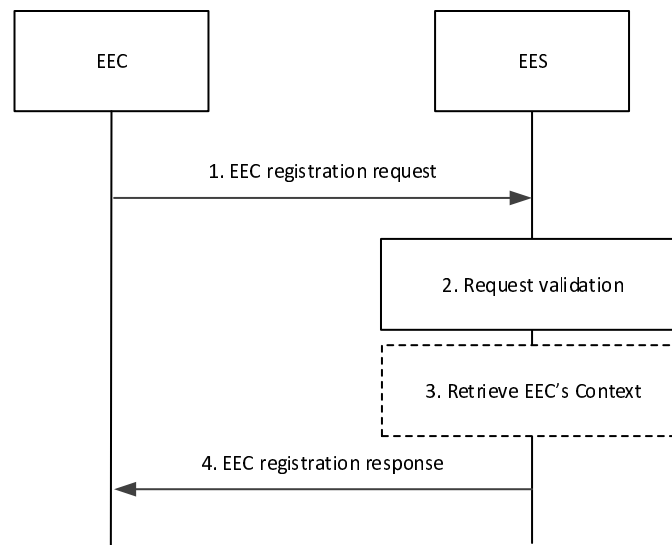 EEC
EES
1. EEC registration request
2. Request validation
3. Retrieve EEC's Context
4. EEC registration response